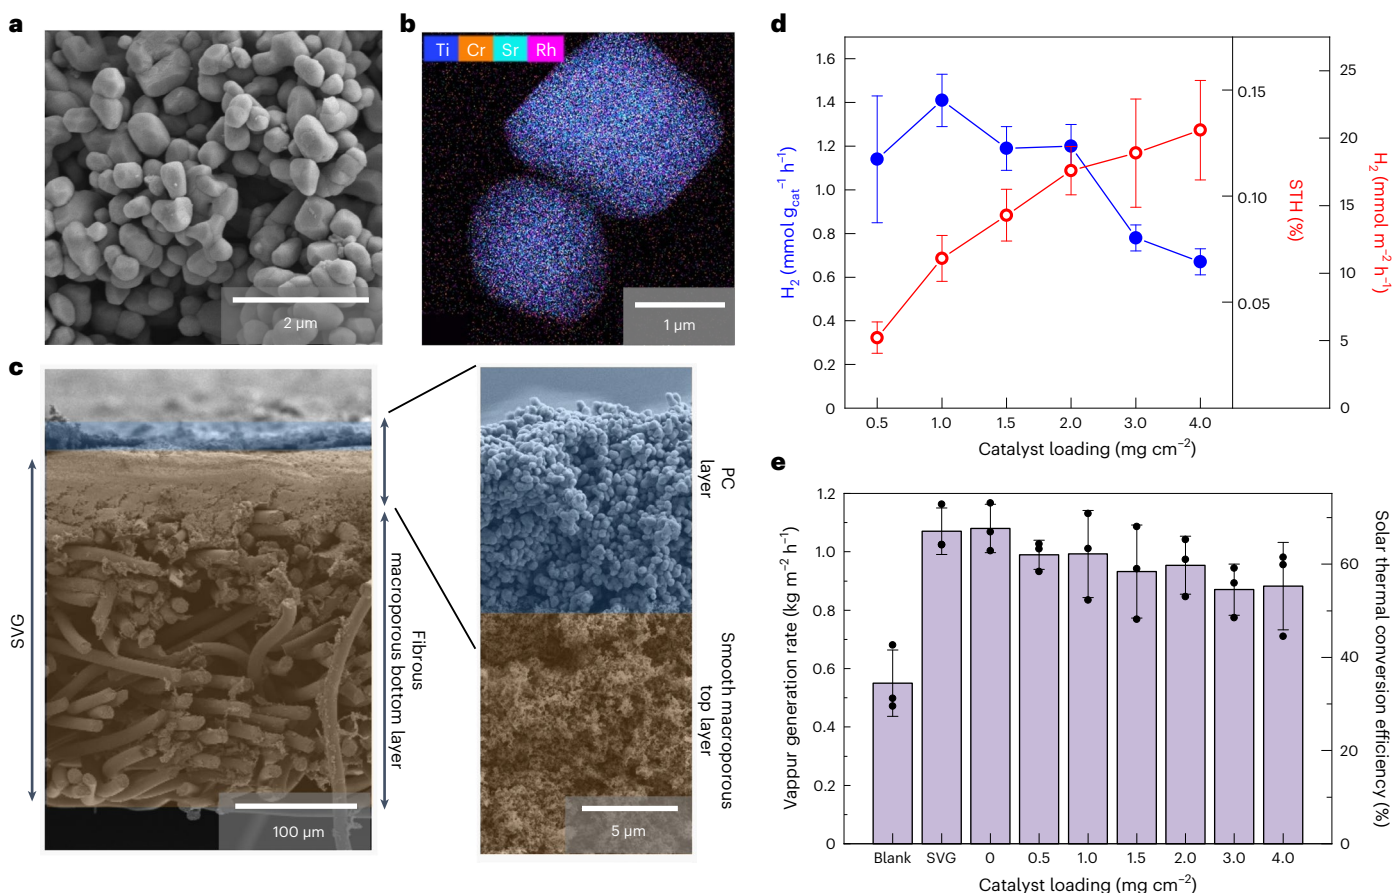 a
2 µm
b
Ti Cr Sr Rh
1 µm
c
SVG
100 µm
Fibrous
macroporous bottom layer
PC
layer
Smooth macroporous
top layer
5 µm
d
H₂ (mmol g_cat⁻¹ h⁻¹)
1.6
1.4
1.2
1.0
0.8
0.6
0.4
0.2
0
0.5 1.0 1.5 2.0 3.0 4.0
Catalyst loading (mg cm⁻²)
0.15
0.10
0.05
STH (%)
25
20
15
10
5
0
H₂ (mmol m⁻² h⁻¹)
e
Vappur generation rate (kg m⁻² h⁻¹)
1.2
1.0
0.8
0.6
0.4
0.2
0
Blank SVG 0 0.5 1.0 1.5 2.0 3.0 4.0
Catalyst loading (mg cm⁻²)
60
40
20
0
Solar thermal conversion efficiency (%)